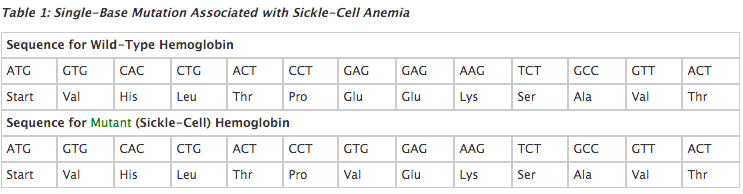 Table 1: Single-Base Mutation Associated with Sickle-Cell Anemia
Sequence for Wild-Type Hemoglobin
ATG GTG CAC CTG ACT CCT GAG GAG AAG TCT GCC GTT ACT
Start Val His Leu Thr Pro Glu Glu Lys Ser Ala Val Thr
Sequence for Mutant (Sickle-Cell) Hemoglobin
ATG GTG CAC CTG ACT CCT GTG GAG AAG TCT GCC GTT ACT
Start Val His Leu Thr Pro Val Glu Lys Ser Ala Val Thr